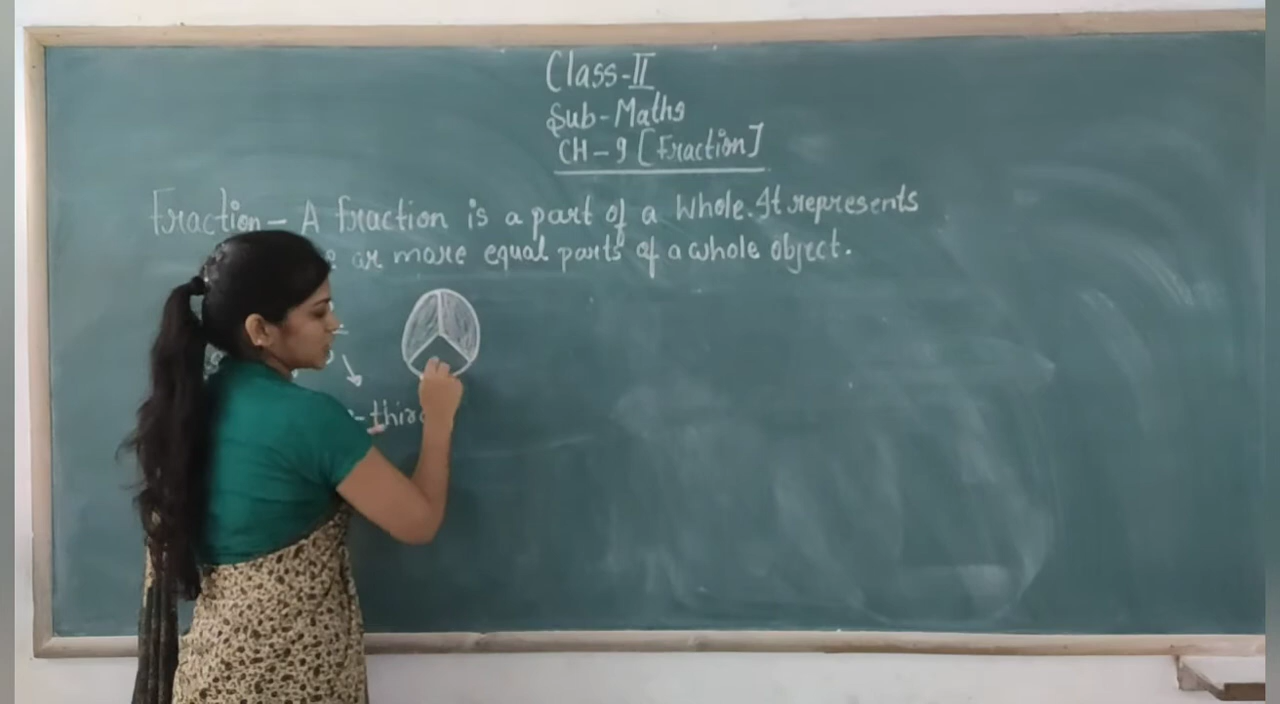 Class-II
Sub-Maths
CH-9 [Fraction]
Fraction - A fraction is a part of a whole. It represents
or more equal parts of a whole object.